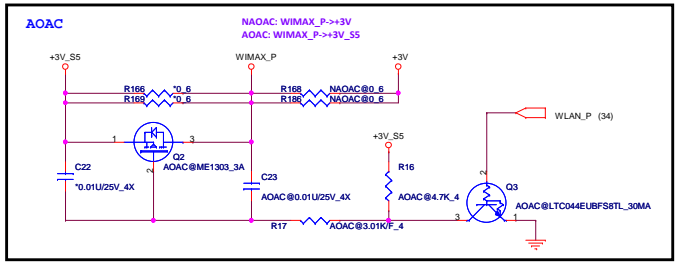 AOAC
NAOAC: WIMAX_P->+3V
AOAC: WIMAX_P->+3V_S5
+3V_S5
WIMAX_P
+3V
R166
*0_6
R168
NAOAC@0_6
R169
*0_6
R186
NAOAC@0_6
WLAN_P (34)
+3V_S5
1
3
2
Q2
AOAC@ME1303_3A
C22
*0.01U/25V_4X
C23
AOAC@0.01U/25V_4X
R16
AOAC@4.7K_4
2
Q3
AOAC@LTC044EUBFS8TL_30MA
3
1
R17
AOAC@3.01K/F_4